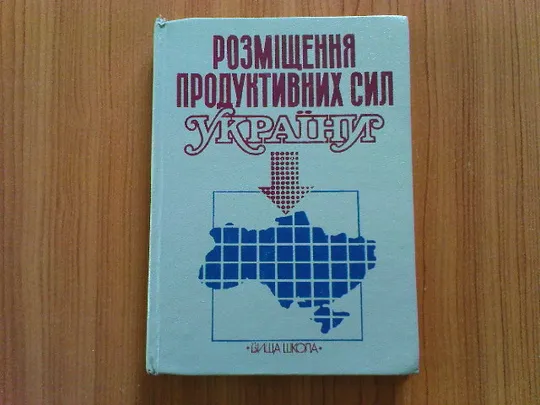 РОЗМІЩЕННЯ
ПРОДУКТИВНИХ СИЛ
УКРАЇНИ
• ВИЩА ШКОЛА •